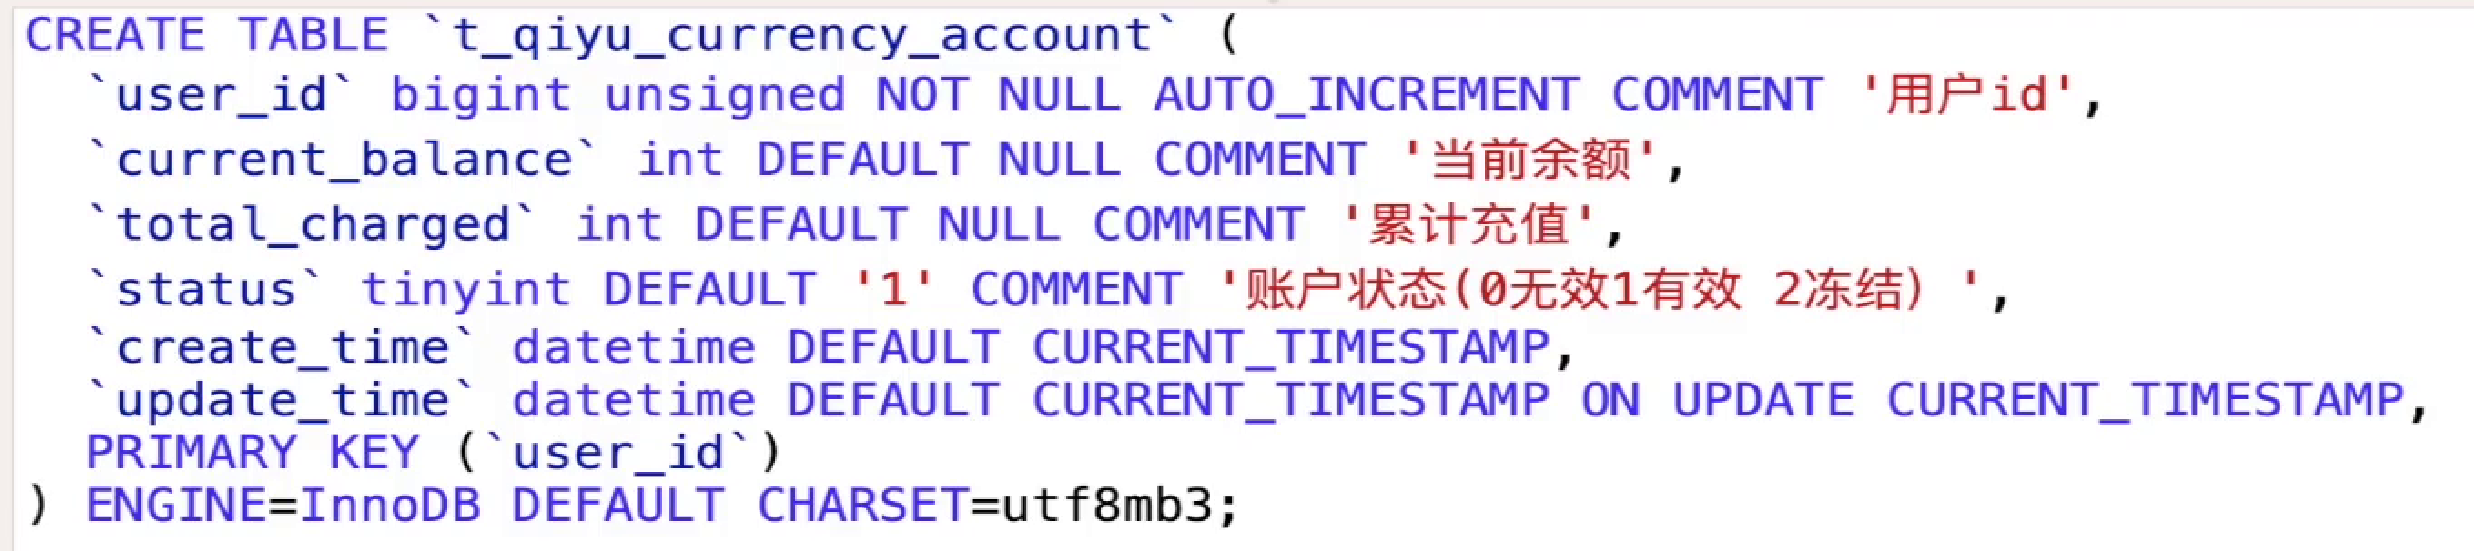 CREATE TABLE `t_qiyu_currency_account` (
  `user_id` bigint unsigned NOT NULL AUTO_INCREMENT COMMENT '用户id',
  `current_balance` int DEFAULT NULL COMMENT '当前余额',
  `total_charged` int DEFAULT NULL COMMENT '累计充值',
  `status` tinyint DEFAULT '1' COMMENT '账户状态(0无效1有效 2冻结) ',
  `create_time` datetime DEFAULT CURRENT_TIMESTAMP,
  `update_time` datetime DEFAULT CURRENT_TIMESTAMP ON UPDATE CURRENT_TIMESTAMP,
  PRIMARY KEY (`user_id`)
) ENGINE=InnoDB DEFAULT CHARSET=utf8mb3;